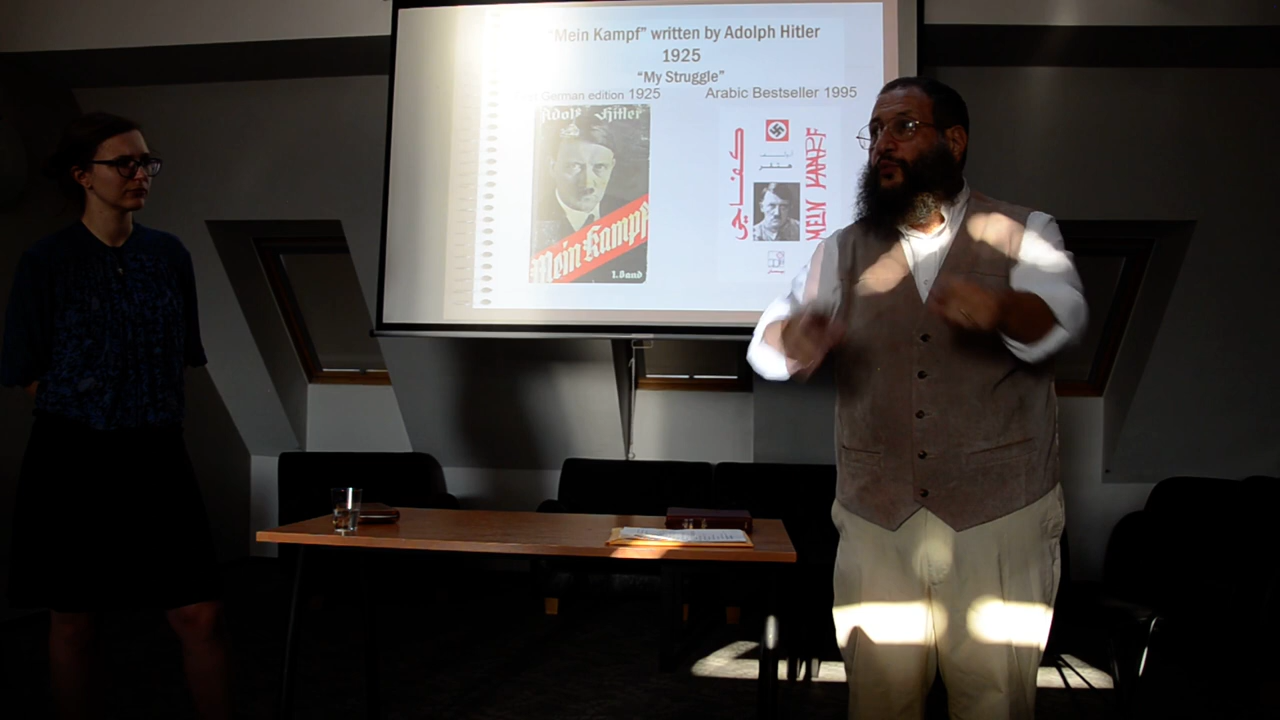 “Mein Kampf” written by Adolph Hitler
1925
“My Struggle”
German edition 1925
Arabic Bestseller 1995
Adolf Hitler
Mein Kampf
1. Band
كفاحي
هتلر
MEIN KAMPF